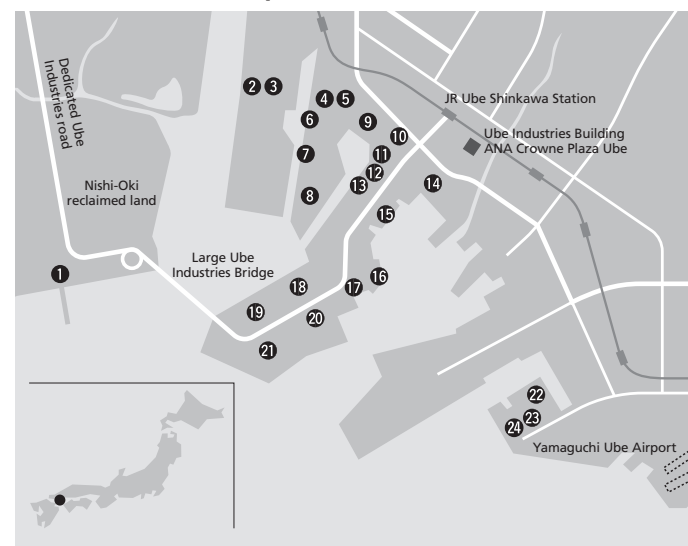 Dedicated Ube
Industries road
2 3
4 5
JR Ube Shinkawa Station
6
9
10
Ube Industries Building
ANA Crowne Plaza Ube
7
11
12
13
14
Nishi-Oki
reclaimed land
8
15
Large Ube
Industries Bridge
1
16
17
18
19
20
21
22
23
24
Yamaguchi Ube Airport